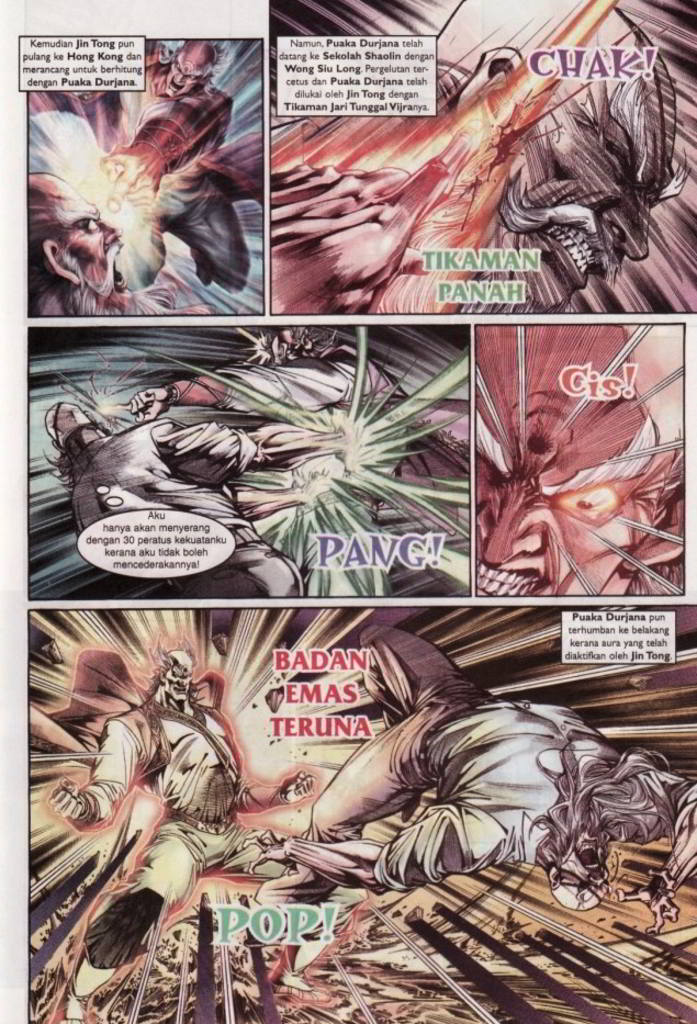 Kemudian Jin Tong pun
pulang ke Hong Kong dan
merancang untuk berhitung
dengan Puaka Durjana.
Namun, Puaka Durjana telah
datang ke Sekolah Shaolin dengan
Wong Siu Long. Pergelutan ter-
cetus dan Puaka Durjana telah
dilukai oleh Jin Tong dengan
Tikaman Jari Tunggal Vijranya.
CHAK!
TIKAMAN
PANAH
Aku
hanya akan menyerang
dengan 30 peratus kekuatanku
kerana aku tidak boleh
mencederakannya!
PANG!
Cis!
Puaka Durjana pun
terhumban ke belakang
kerana aura yang telah
diaktifkan oleh Jin Tong.
BADAN
EMAS
TERUNA
POP!